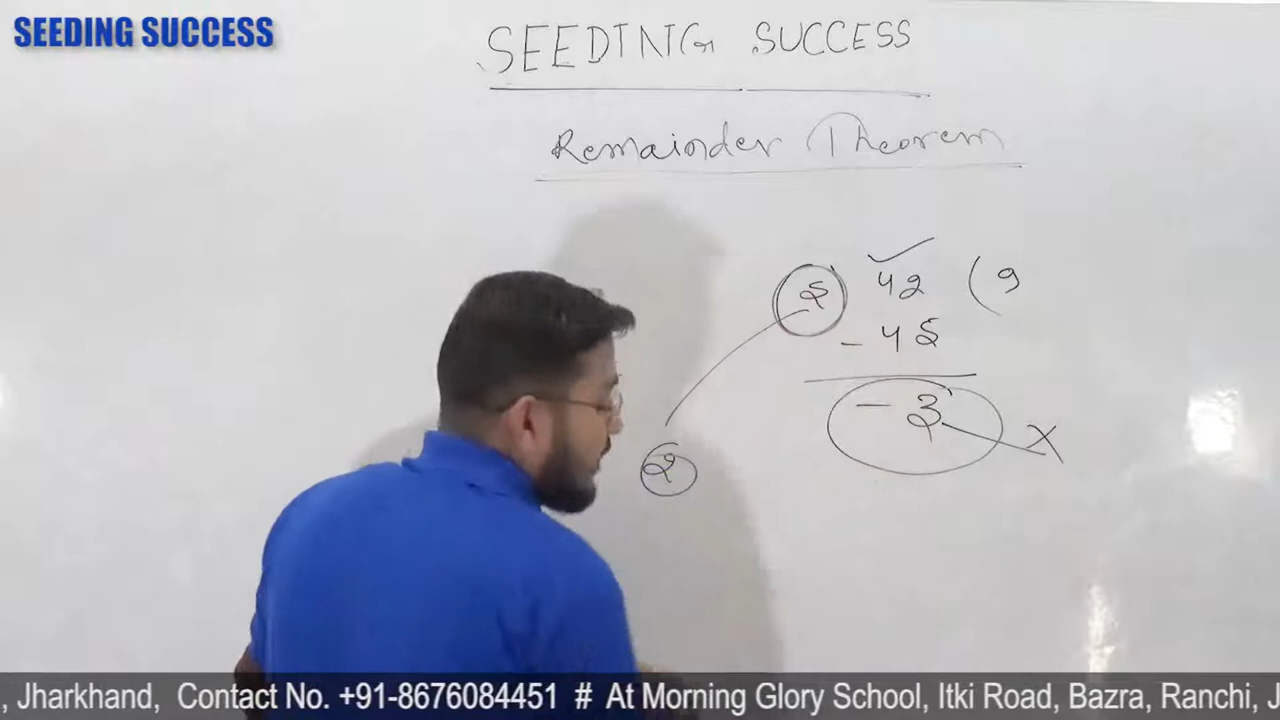 SEEDING SUCCESS
SEEDING SUCCESS
Remainder Theorem
5 42 ( 9
- 45
- 3 X
2
, Jharkhand, Contact No. +91-8676084451 # At Morning Glory School, Itki Road, Bazra, Ranchi, J